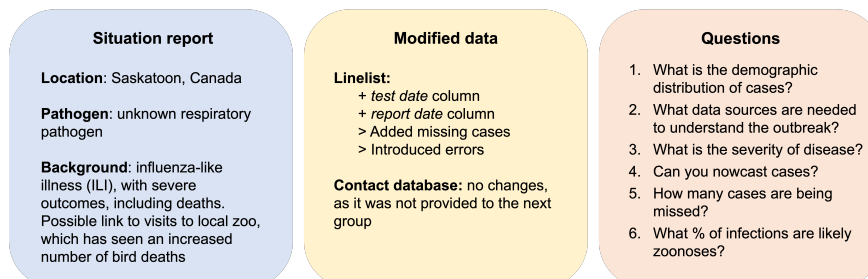 Situation report
Location: Saskatoon, Canada
Pathogen: unknown respiratory
pathogen
Background: influenza-like
illness (ILI), with severe
outcomes, including deaths.
Possible link to visits to local zoo,
which has seen an increased
number of bird deaths
Modified data
Linelist:
+ test date column
+ report date column
> Added missing cases
> Introduced errors
Contact database: no changes,
as it was not provided to the next
group
Questions
1. What is the demographic
distribution of cases?
2. What data sources are needed
to understand the outbreak?
3. What is the severity of disease?
4. Can you nowcast cases?
5. How many cases are being
missed?
6. What % of infections are likely
zoonoses?